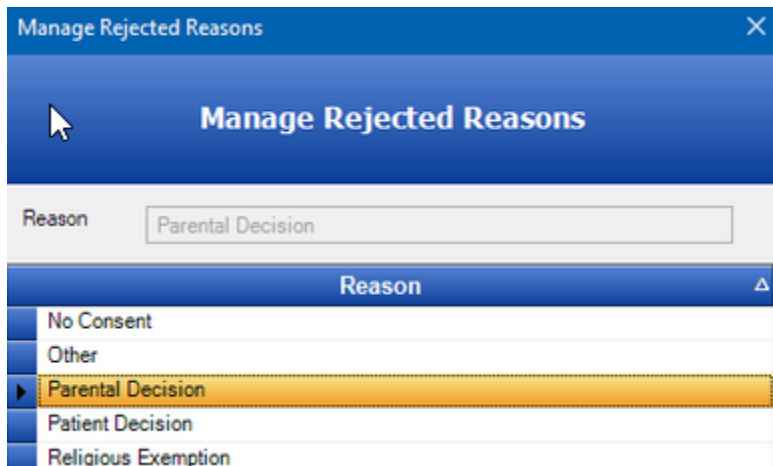 Manage Rejected Reasons
Manage Rejected Reasons
Reason Parental Decision
Reason
No Consent
Other
Parental Decision
Patient Decision
Religious Exemption